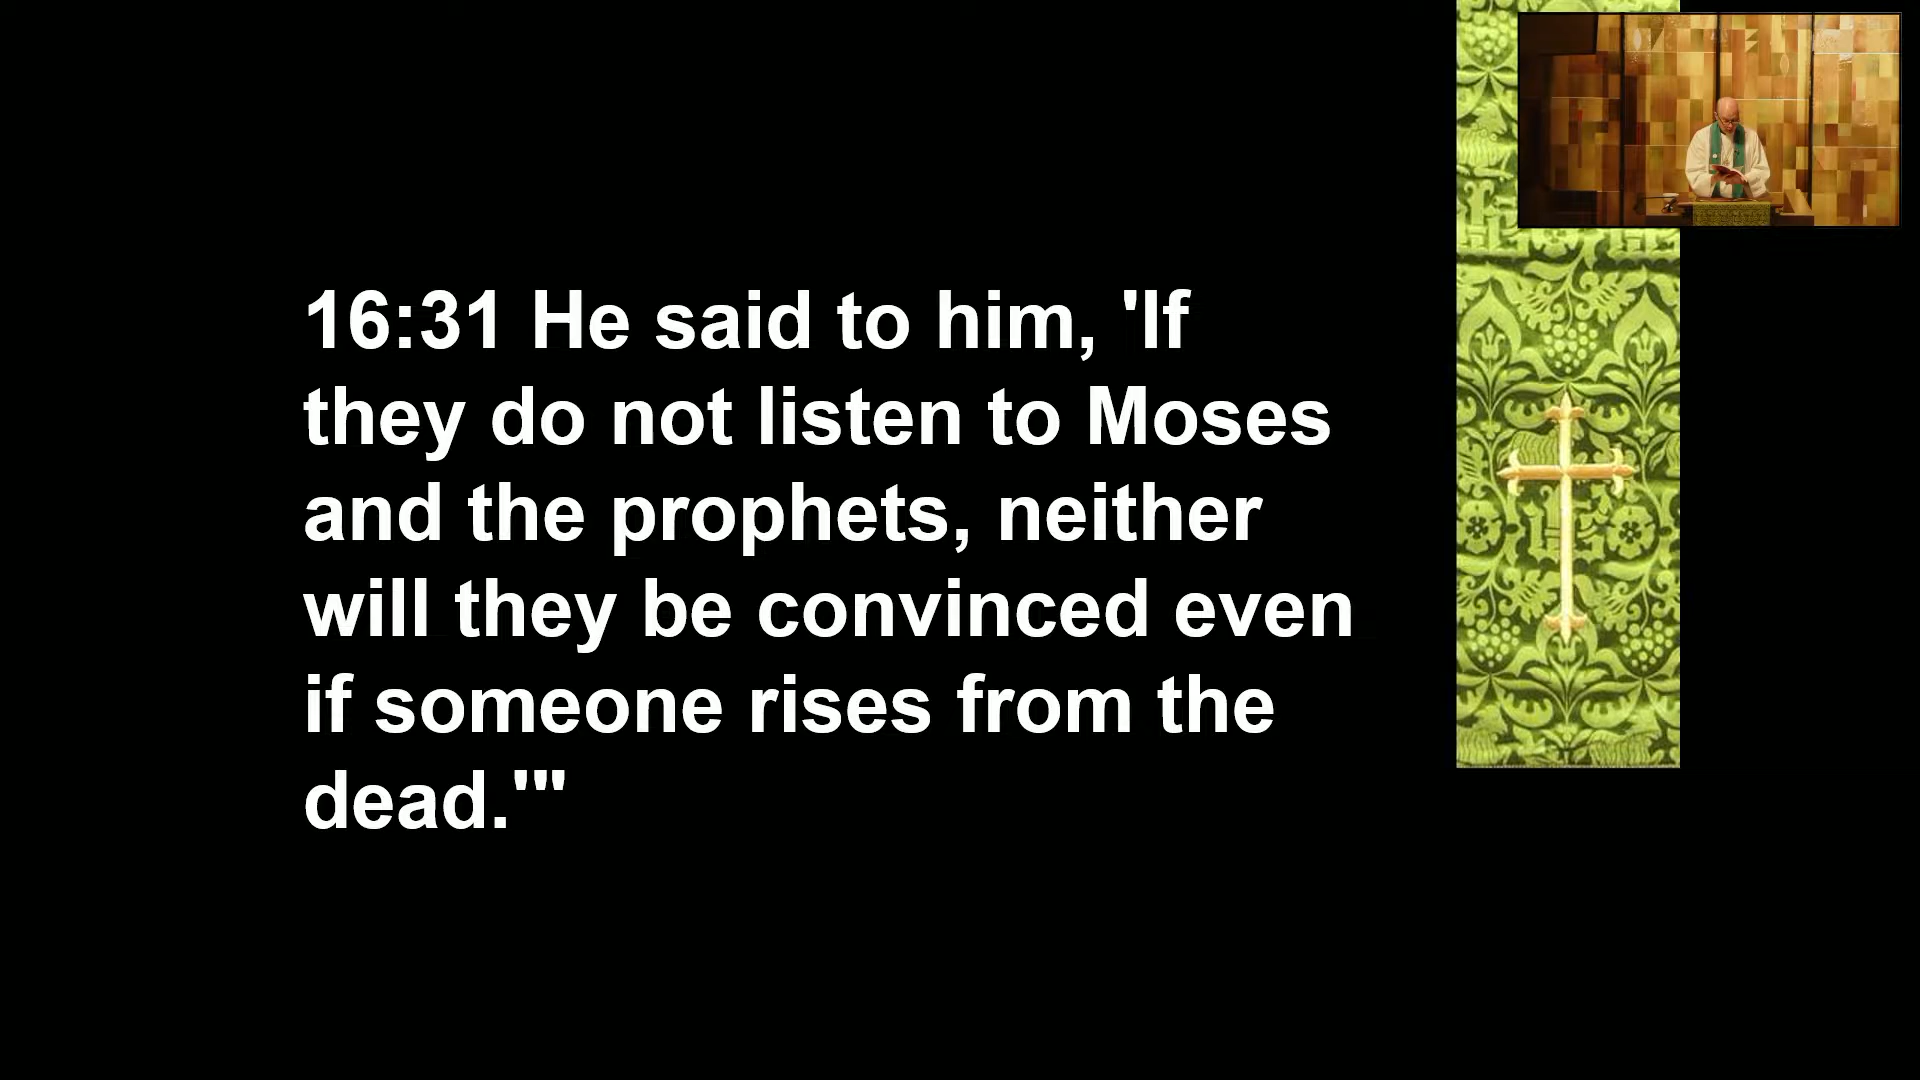 16:31 He said to him, 'If
they do not listen to Moses
and the prophets, neither
will they be convinced even
if someone rises from the
dead.'"